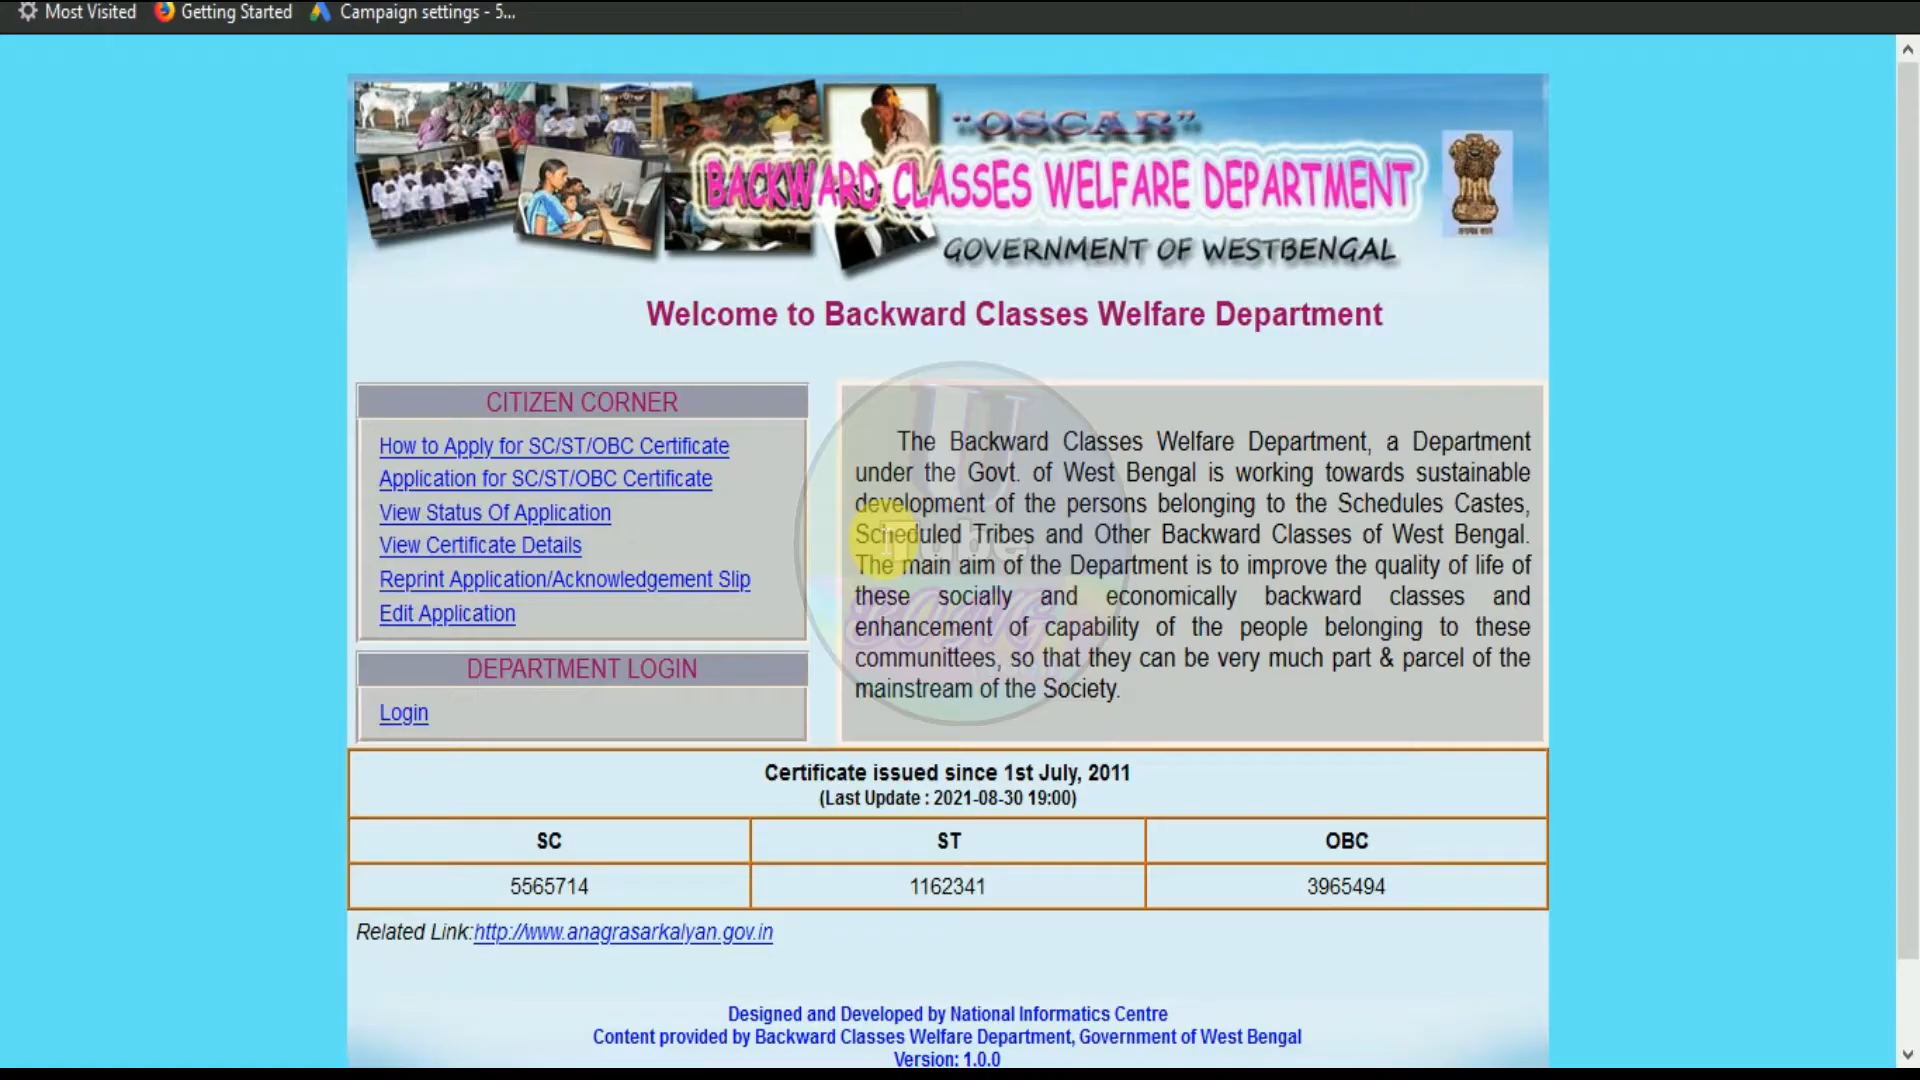 Most Visited Getting Started Campaign settings - 5...
"OSCAR"
BACKWARD CLASSES WELFARE DEPARTMENT
GOVERNMENT OF WESTBENGAL
Welcome to Backward Classes Welfare Department
CITIZEN CORNER
How to Apply for SC/ST/OBC Certificate
Application for SC/ST/OBC Certificate
View Status Of Application
View Certificate Details
Reprint Application/Acknowledgement Slip
Edit Application
DEPARTMENT LOGIN
Login
The Backward Classes Welfare Department, a Department
under the Govt. of West Bengal is working towards sustainable
development of the persons belonging to the Schedules Castes,
Scheduled Tribes and Other Backward Classes of West Bengal.
The main aim of the Department is to improve the quality of life of
these socially and economically backward classes and
enhancement of capability of the people belonging to these
communittees, so that they can be very much part & parcel of the
mainstream of the Society.
Certificate issued since 1st July, 2011
(Last Update : 2021-08-30 19:00)
SC ST OBC
5565714 1162341 3965494
Related Link:http://www.anagrasarkalyan.gov.in
Designed and Developed by National Informatics Centre
Content provided by Backward Classes Welfare Department, Government of West Bengal
Version: 1.0.0